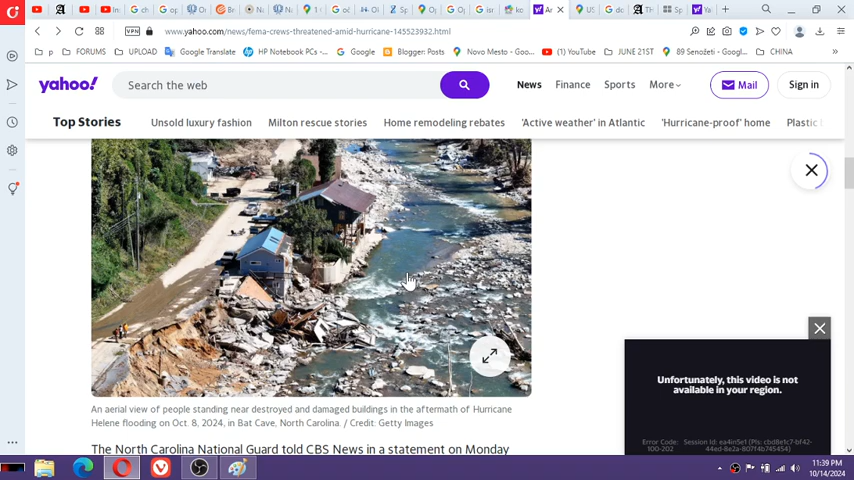 VPN www.yahoo.com/news/fema-crews-threatened-amid-hurricane-145523932.html
FORUMS UPLOAD Google Translate HP Notebook PCs -... Google Blogger: Posts Novo Mesto – Goo... (1) YouTube JUNE 21ST 89 Senožeti - Googl... CHINA
yahoo! Search the web News Finance Sports More Mail Sign in
Top Stories Unsold luxury fashion Milton rescue stories Home remodeling rebates 'Active weather' in Atlantic 'Hurricane-proof' home Plastic
Unfortunately, this video is not
available in your region.
An aerial view of people standing near destroyed and damaged buildings in the aftermath of Hurricane
Helene flooding on Oct. 8, 2024, in Bat Cave, North Carolina. / Credit: Getty Images
Error Code:
100-202
The North Carolina National Guard told CBS News in a statement on Monday
11:39 PM
10/14/2024